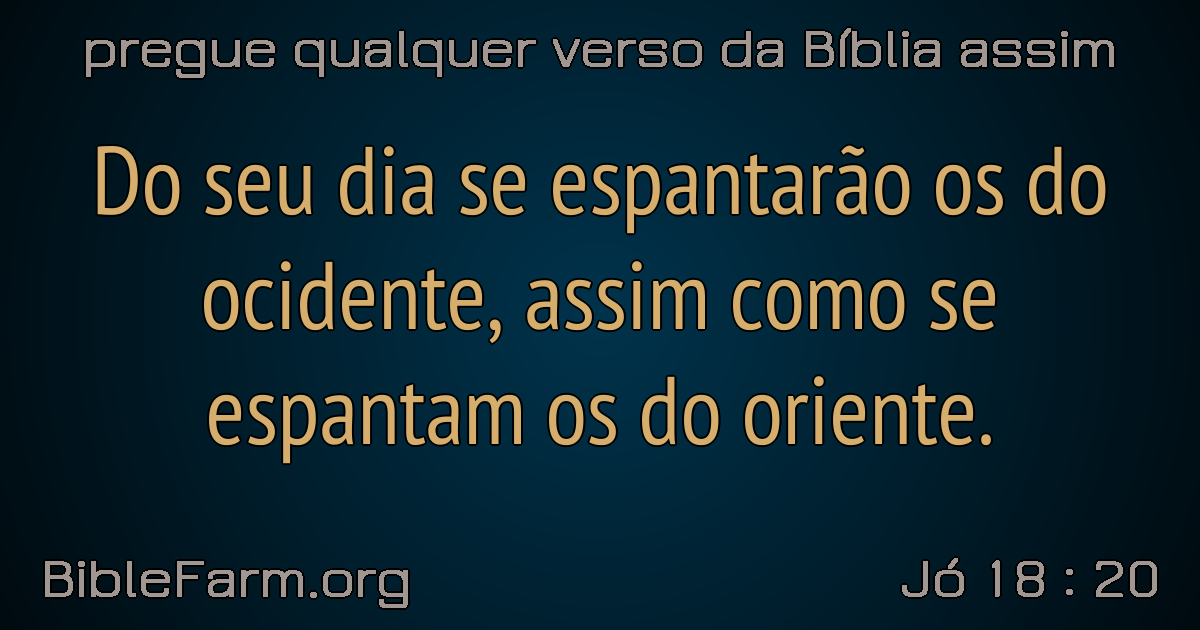 pregue qualquer verso da Bíblia assim
Do seu dia se espantarão os do
ocidente, assim como se
espantam os do oriente.
BibleFarm.org
Jó 18 : 20